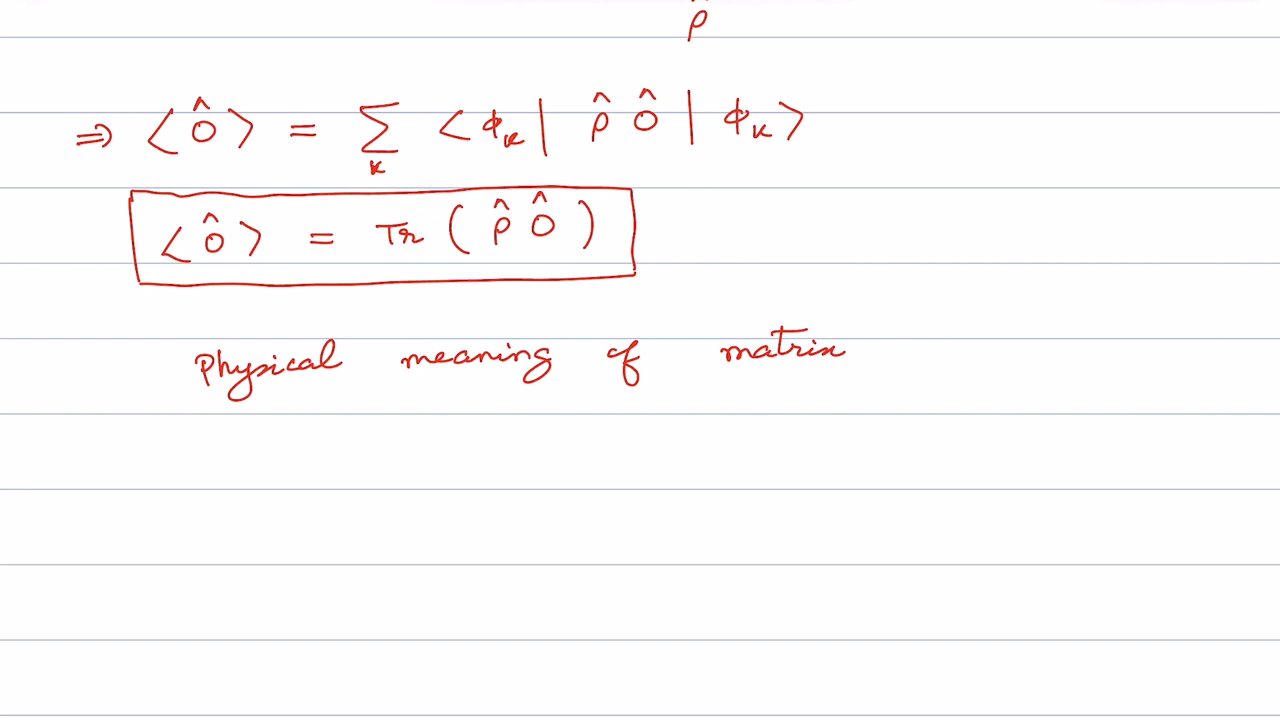 ρ̂
⇒ ⟨Ô⟩ = Σ_k ⟨ϕ_k| ρ̂ Ô |ϕ_k⟩
⟨Ô⟩ = Tr (ρ̂ Ô)
Physical meaning of matrix